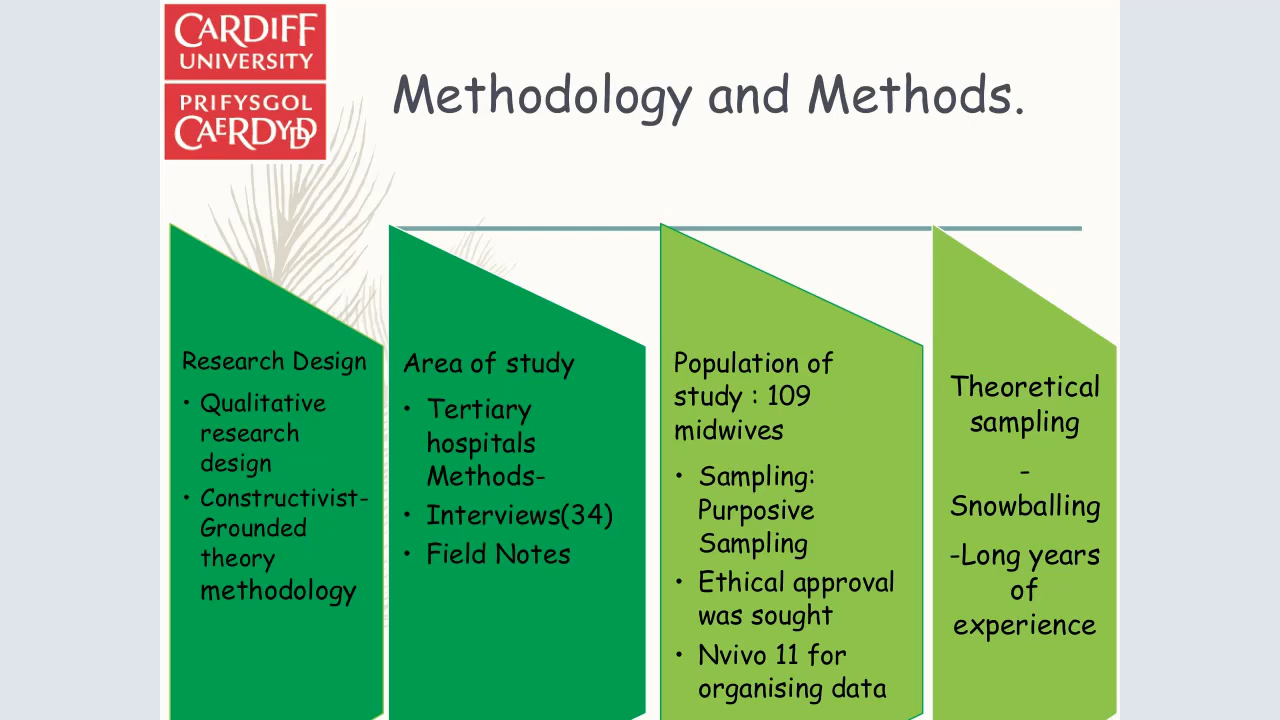 CARDIFF
UNIVERSITY
PRIFYSGOL
CAERDYDD
Methodology and Methods.
Research Design
• Qualitative
research
design
• Constructivist-
Grounded
theory
methodology
Area of study
• Tertiary
hospitals
Methods-
• Interviews(34)
• Field Notes
Population of
study : 109
midwives
• Sampling:
Purposive
Sampling
• Ethical approval
was sought
• Nvivo 11 for
organising data
Theoretical
sampling
-
Snowballing
-Long years
of
experience